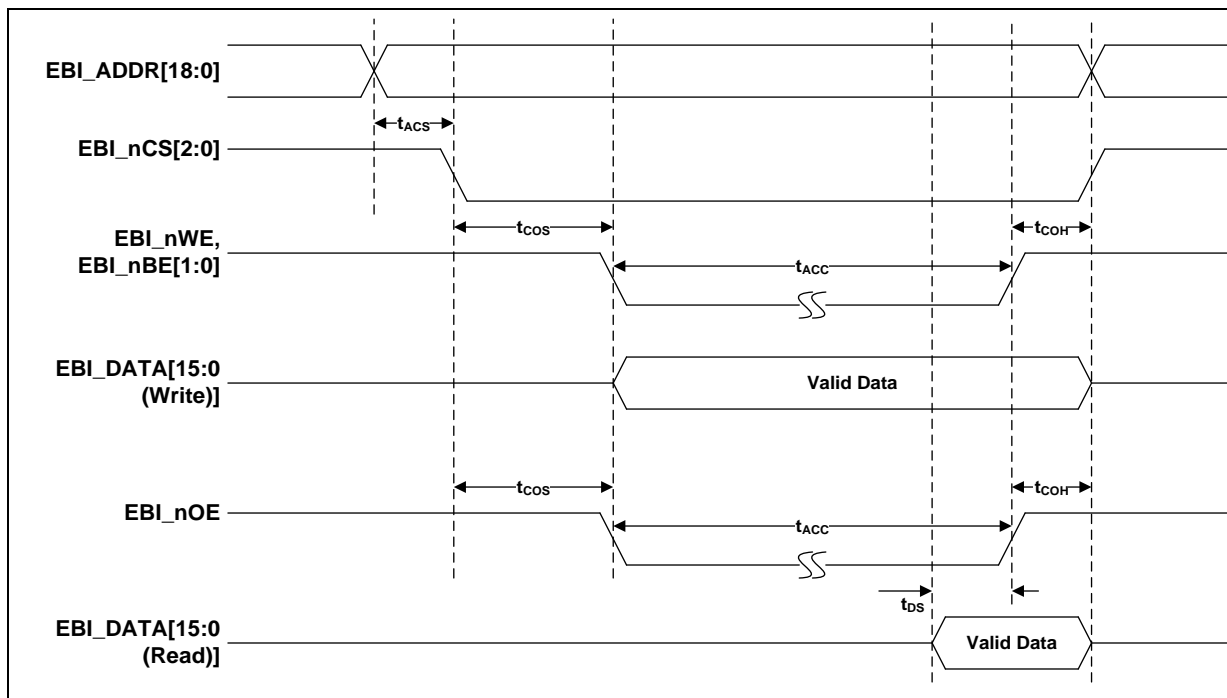 EBI_ADDR[18:0]
tACS
EBI_nCS[2:0]
tCOS
tCOH
EBI_nWE,
EBI_nBE[1:0]
tACC
EBI_DATA[15:0
(Write)]
Valid Data
tCOS
tCOH
EBI_nOE
tACC
tDS
EBI_DATA[15:0
(Read)]
Valid Data